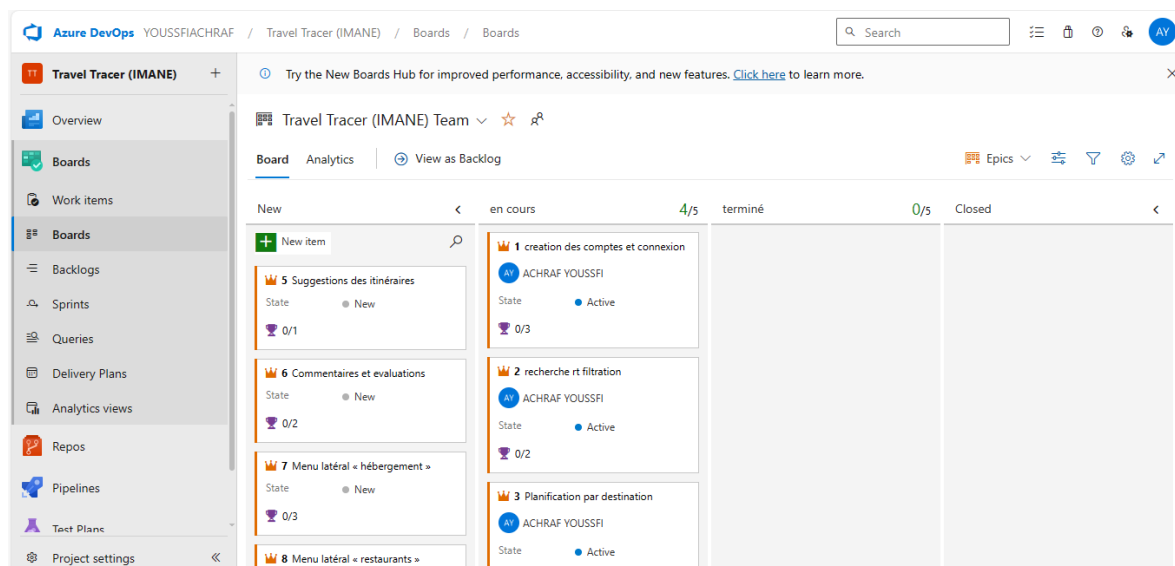 Azure DevOps YOUSSFIACHRAF / Travel Tracer (IMANE) / Boards / Boards
Search
AY
TT Travel Tracer (IMANE) +
Try the New Boards Hub for improved performance, accessibility, and new features. Click here to learn more.
Overview
Boards
Work items
Boards
Backlogs
Sprints
Queries
Delivery Plans
Analytics views
Repos
Pipelines
Test Plans
Project settings
Travel Tracer (IMANE) Team
Board Analytics View as Backlog
Epics
New
New item
5 Suggestions des itinéraires
State New
0/1
6 Commentaires et evaluations
State New
0/2
7 Menu latéral « hébergement »
State New
0/3
8 Menu latéral « restaurants »
en cours 4/5
1 creation des comptes et connexion
AY ACHRAF YOUSSFI
State Active
0/3
2 recherche rt filtration
AY ACHRAF YOUSSFI
State Active
0/2
3 Planification par destination
AY ACHRAF YOUSSFI
State Active
terminé 0/5
Closed